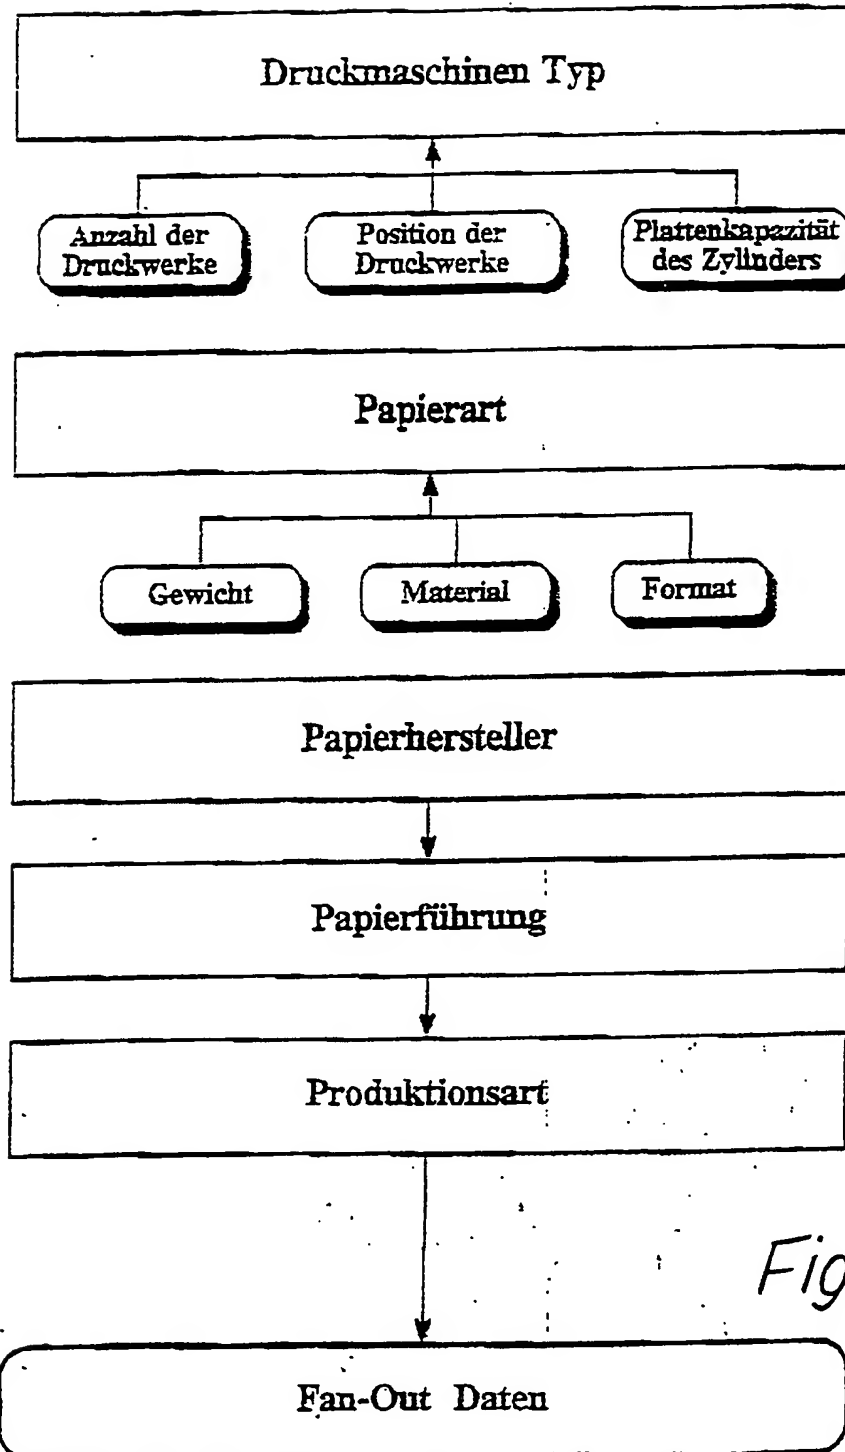 Druckmaschinen Typ
Anzahl der
Druckwerke
Position der
Druckwerke
Plattenkapazität
des Zylinders
Papierart
Gewicht
Material
Format
Papierhersteller
Papierführung
Produktionsart
Fig
Fan-Out Daten